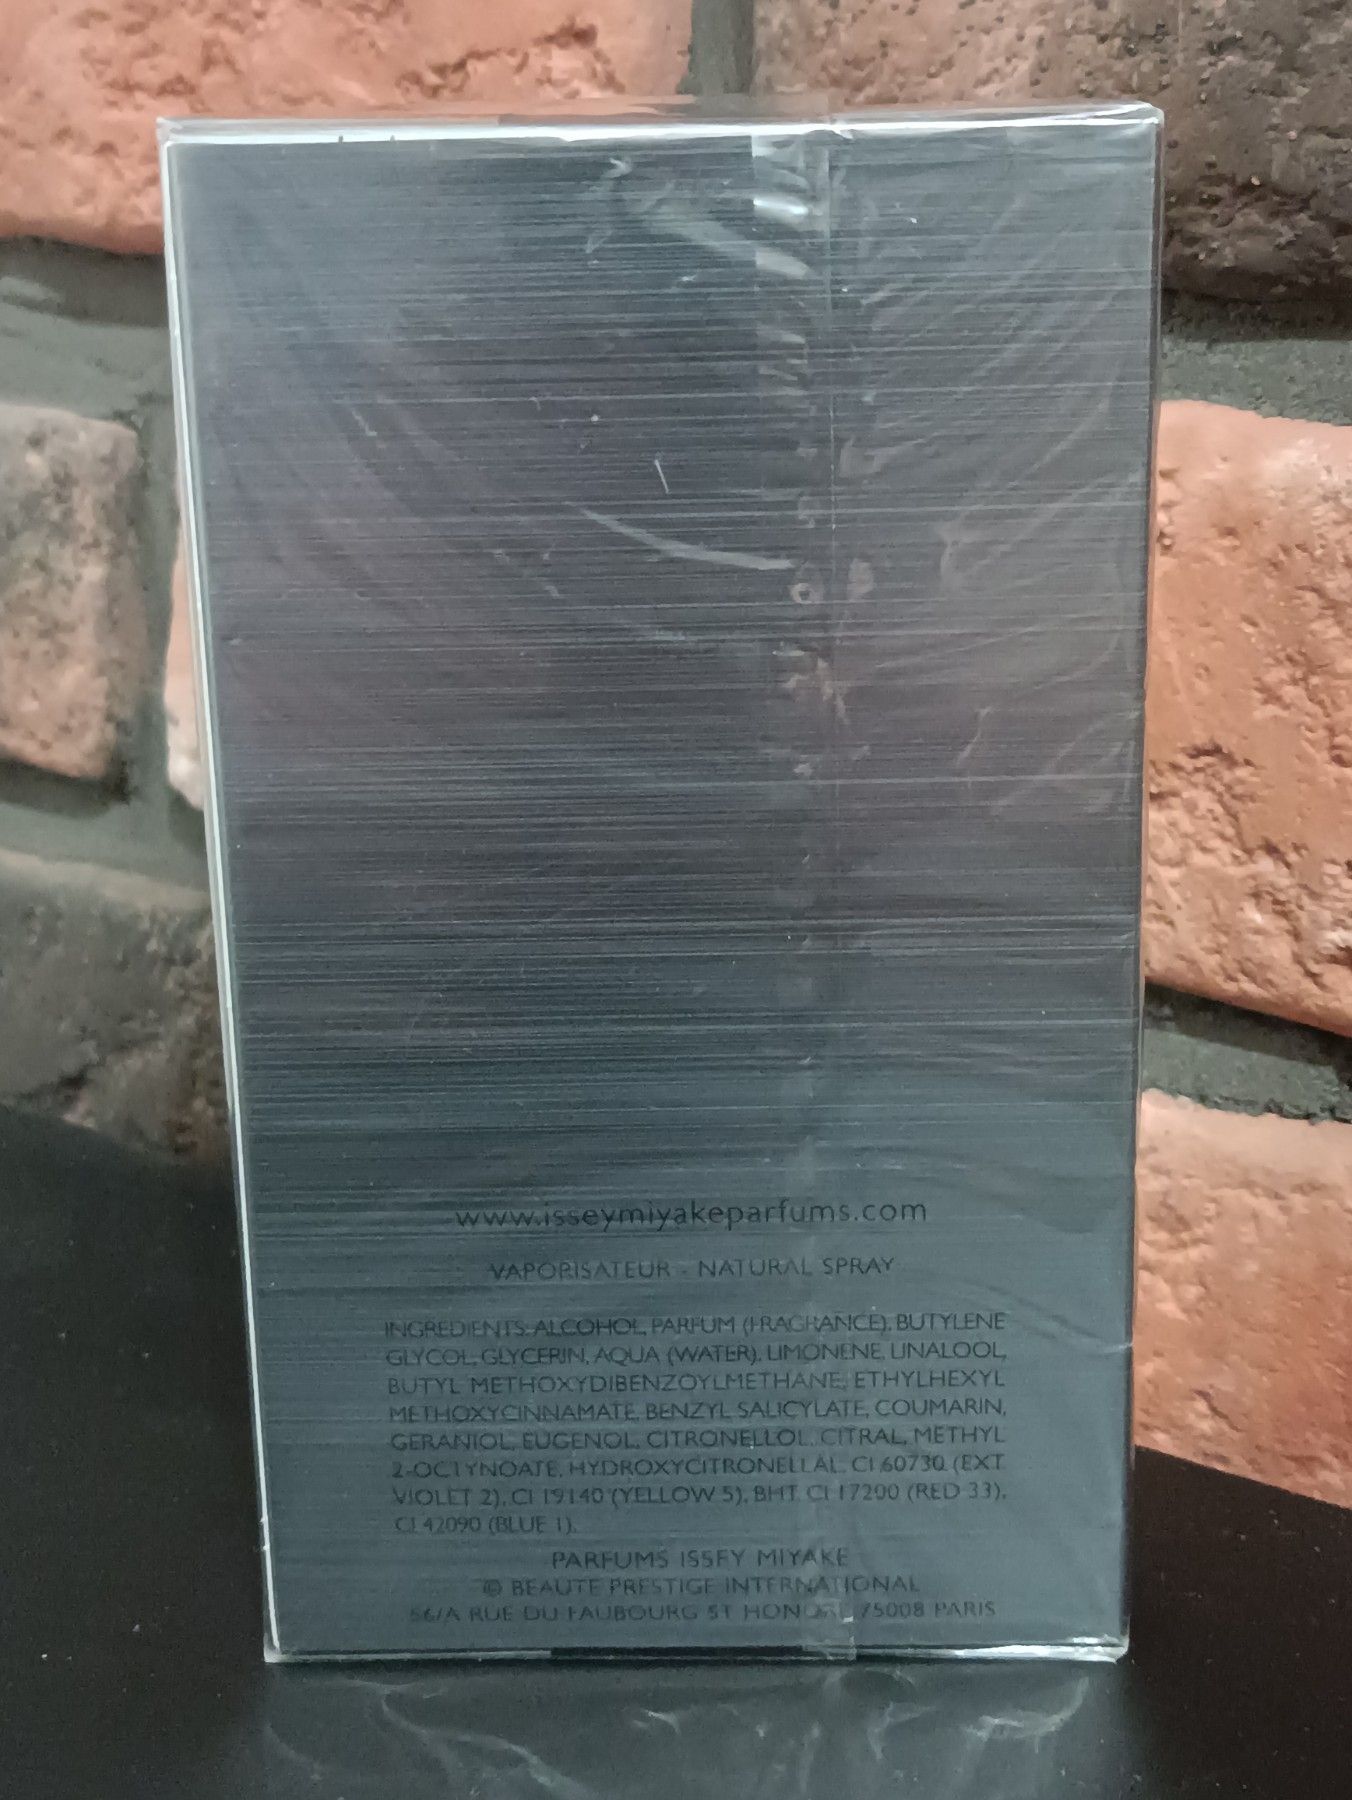 www.isseymiyakeparfums.com
VAPORISATEUR - NATURAL SPRAY
INGREDIENTS: ALCOHOL, PARFUM (FRAGRANCE), BUTYLENE
GLYCOL, GLYCERIN, AQUA (WATER), LIMONENE, LINALOOL,
BUTYL METHOXYDIBENZOYLMETHANE, ETHYLHEXYL
METHOXYCINNAMATE, BENZYL SALICYLATE, COUMARIN,
GERANIOL, EUGENOL, CITRONELLOL, CITRAL, METHYL
2-OCTYNOATE, HYDROXYCITRONELLAL, CI 60730 (EXT.
VIOLET 2), CI 19140 (YELLOW 5), BHT, CI 17200 (RED 33),
CI 42090 (BLUE 1).
PARFUMS ISSEY MIYAKE
© BEAUTE PRESTIGE INTERNATIONAL
56/A RUE DU FAUBOURG ST HONORE 75008 PARIS